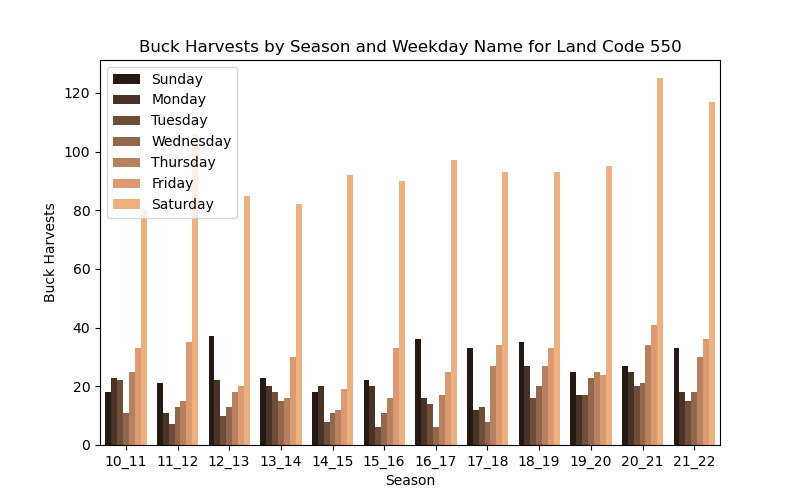 Buck Harvests by Season and Weekday Name for Land Code 550
Sunday
Monday
Tuesday
Wednesday
Thursday
Friday
Saturday
120
100
80
60
40
20
0
Buck Harvests
10_11 11_12 12_13 13_14 14_15 15_16 16_17 17_18 18_19 19_20 20_21 21_22
Season